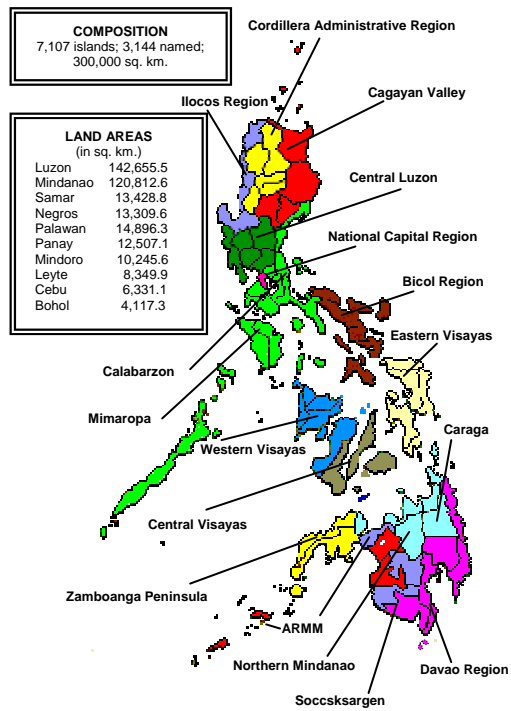 COMPOSITION
7,107 islands; 3,144 named;
300,000 sq. km.
Cordillera Administrative Region
Ilocos Region
Cagayan Valley
LAND AREAS
(in sq. km.)
Luzon 142,655.5
Mindanao 120,812.6
Samar 13,428.8
Negros 13,309.6
Palawan 14,896.3
Panay 12,507.1
Mindoro 10,245.6
Leyte 8,349.9
Cebu 6,331.1
Bohol 4,117.3
Central Luzon
National Capital Region
Bicol Region
Eastern Visayas
Calabarzon
Mimaropa
Caraga
Western Visayas
Central Visayas
Zamboanga Peninsula
ARMM
Northern Mindanao
Davao Region
Soccsksargen